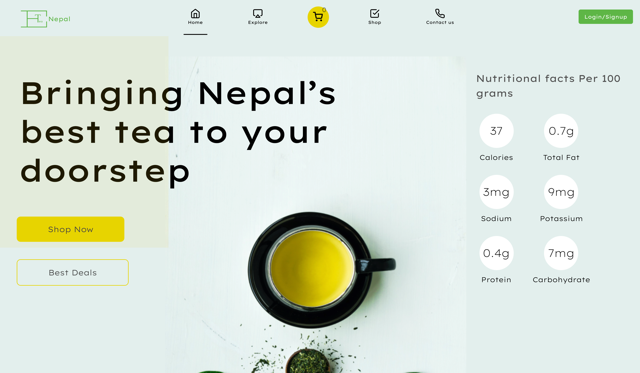 Nepal
Home
Explore
0
Shop
Contact us
Login/Signup
Bringing Nepal's
best tea to your
doorstep
Shop Now
Best Deals
Nutritional facts Per 100
grams
37
0.7g
Calories
Total Fat
3mg
9mg
Sodium
Potassium
0.4g
7mg
Protein
Carbohydrate